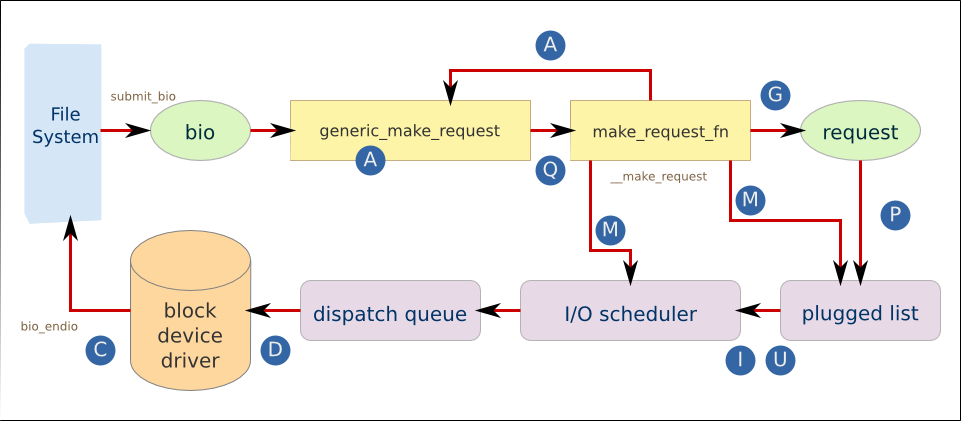 A
G
submit_bio
File
System
bio
generic_make_request
make_request_fn
request
A
Q
__make_request
M
M
P
block
device
driver
dispatch queue
I/O scheduler
plugged list
bio_endio
C
D
I
U